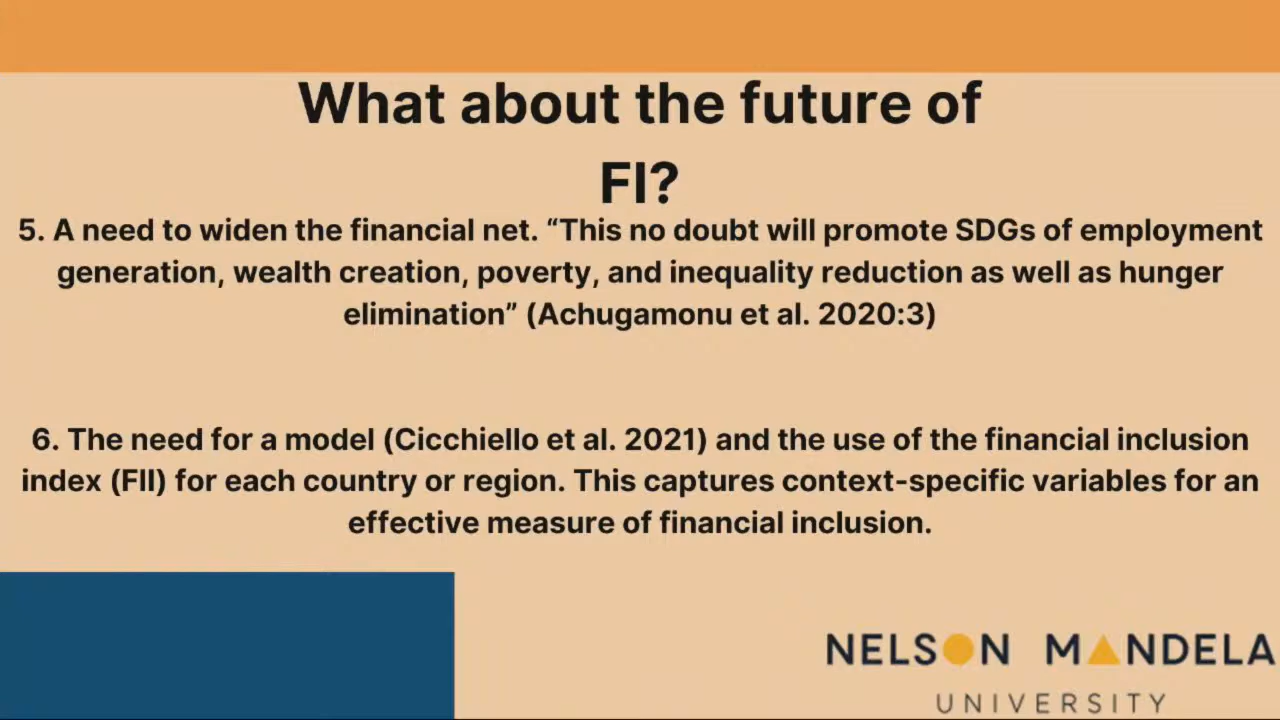 What about the future of
FI?
5. A need to widen the financial net. “This no doubt will promote SDGs of employment
generation, wealth creation, poverty, and inequality reduction as well as hunger
elimination” (Achugamonu et al. 2020:3)
6. The need for a model (Cicchiello et al. 2021) and the use of the financial inclusion
index (FII) for each country or region. This captures context-specific variables for an
effective measure of financial inclusion.
NELSON MANDELA
UNIVERSITY